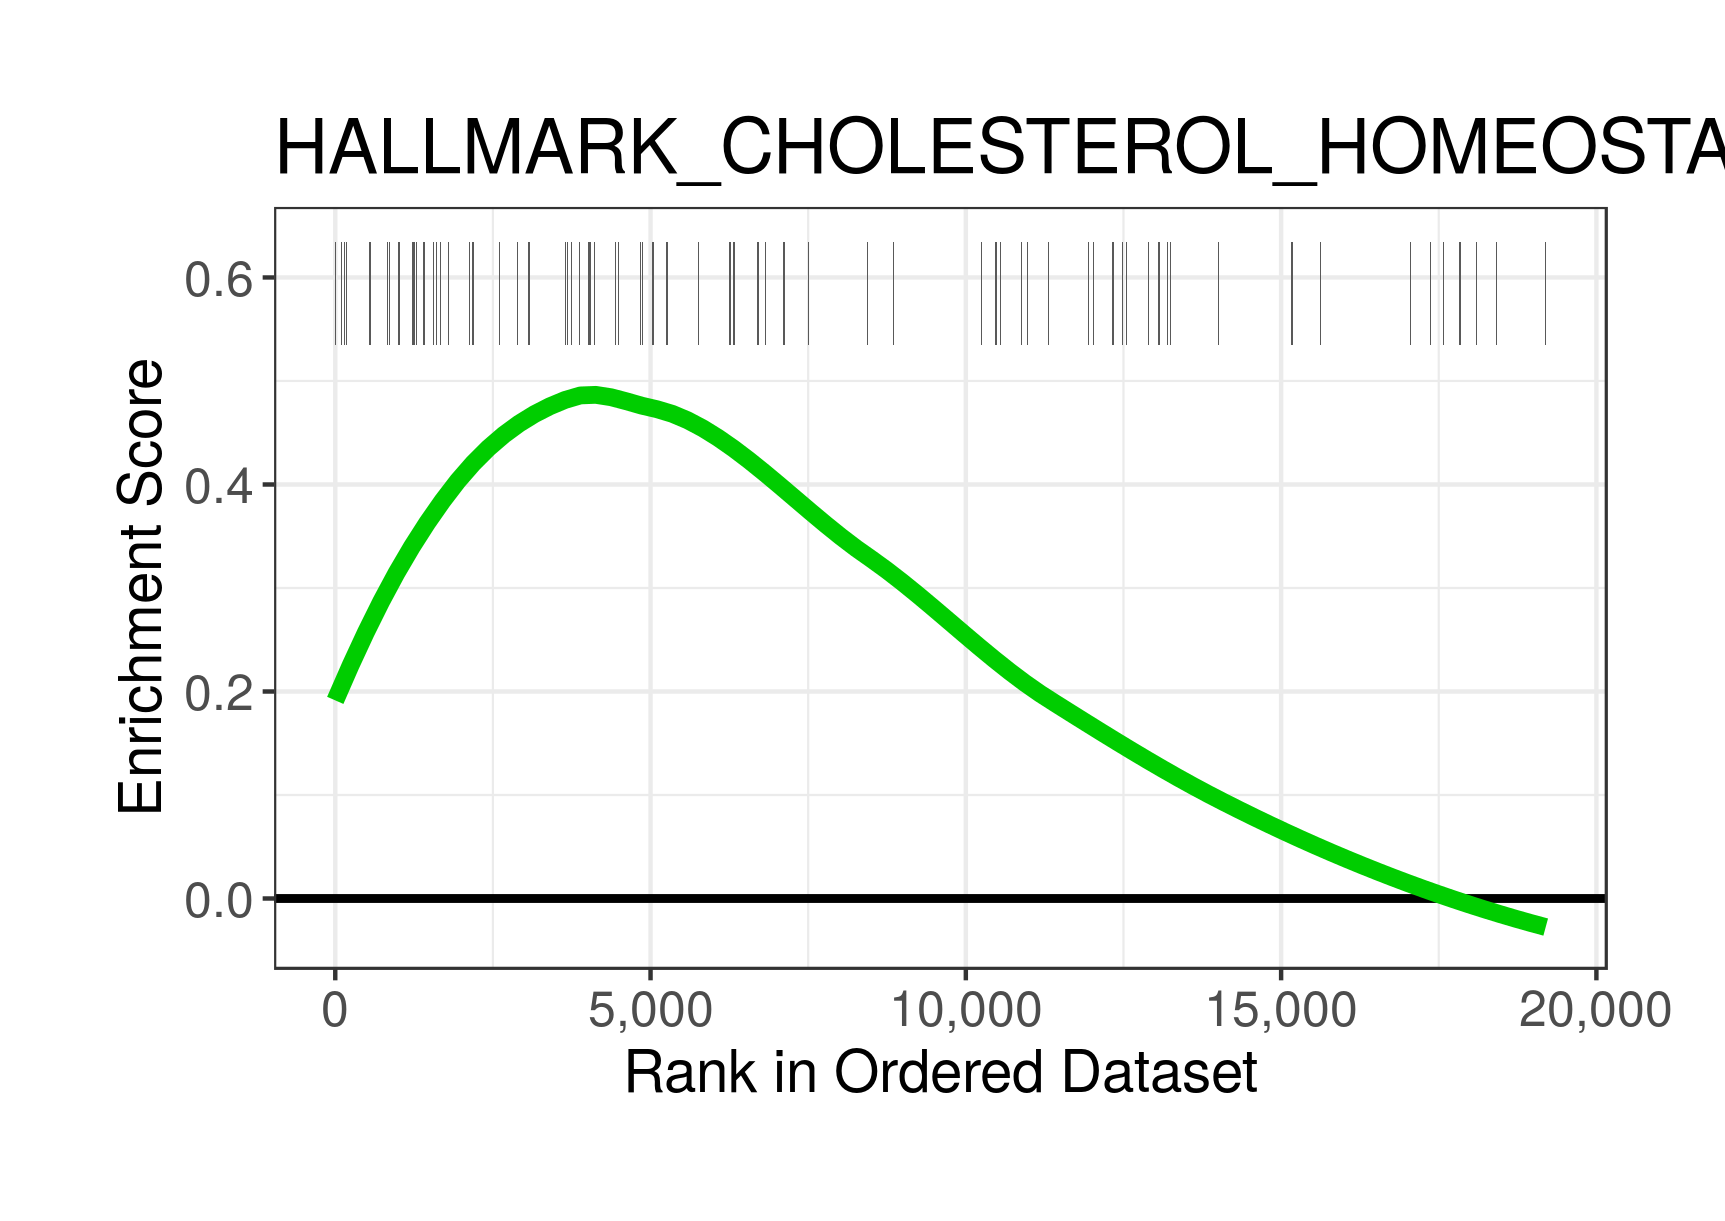 HALLMARK_CHOLESTEROL_HOMEOSTA
0.6
0.4
0.2
0.0
Enrichment Score
0 5,000 10,000 15,000 20,000
Rank in Ordered Dataset